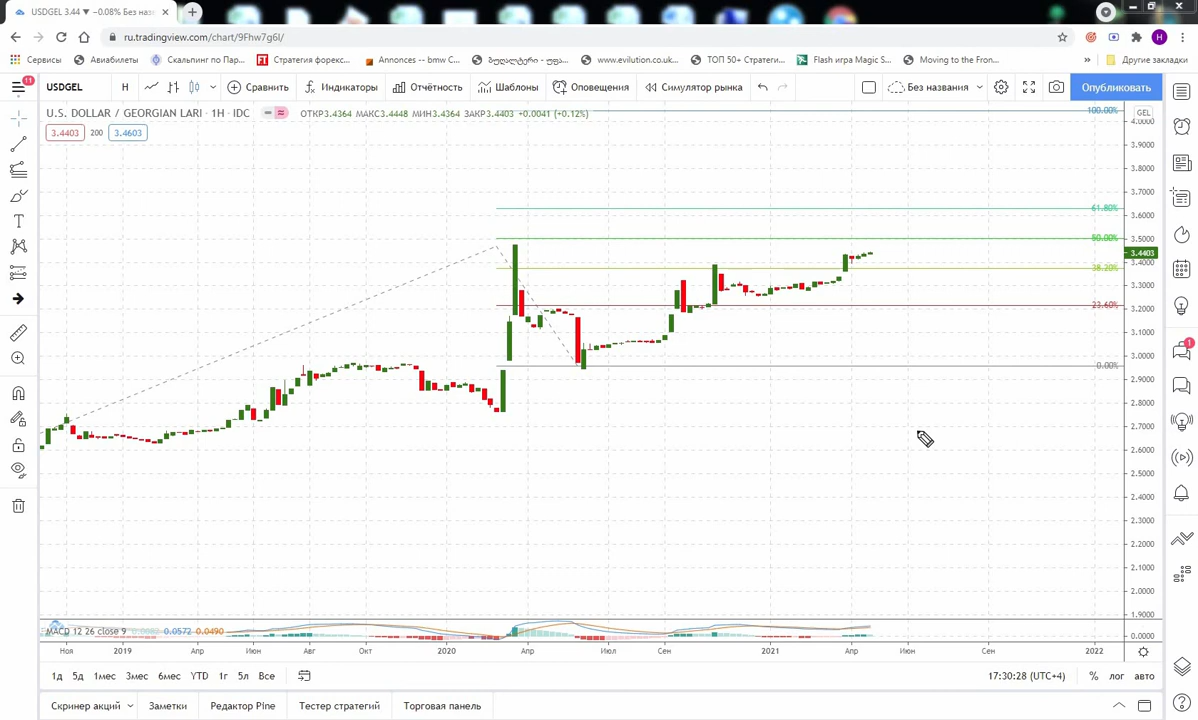 USDGEL 3.44 ▼ −0.08% Без назв
ru.tradingview.com/chart/9Fhw7g6l/
Сервисы
Авиабилеты
Скальпинг по Пар...
Стратегия форекс...
Annonces -- bmw C...
www.evilution.co.uk...
ТОП 50+ Стратеги...
Flash игра Magic S...
Moving to the Fron...
»
Другие закладки
H
11
USDGEL
Н
Сравнить
Индикаторы
Отчётность
Шаблоны
Оповещения
Симулятор рынка
Без названия
Опубликовать
U.S. DOLLAR / GEORGIAN LARI · 1Н · IDC
ОТКР3.4364 МАКС3.4448 МИН3.4364 ЗАКР3.4403 +0.0041 (+0.12%)
3.4403 200 3.4603
GEL
100.00%
61.80%
50.00%
38.20%
23.60%
0.00%
4.0000
3.9000
3.8000
3.7000
3.6000
3.5000
3.4403
3.4000
3.3000
3.2000
3.1000
3.0000
2.9000
2.8000
2.7000
2.6000
2.5000
2.4000
2.3000
2.2000
2.1000
2.0000
1.9000
0.0000
1
MACD 12 26 close 9 0.0082 0.0572 0.0490
Ноя 2019 Апр Июн Авг Окт 2020 Апр Июл Сен 2021 Апр Июн Сен 2022
1д 5д 1мес 3мес 6мес YTD 1г 5л Все
17:30:28 (UTC+4) % лог авто
Скринер акций Заметки Редактор Pine Тестер стратегий Торговая панель